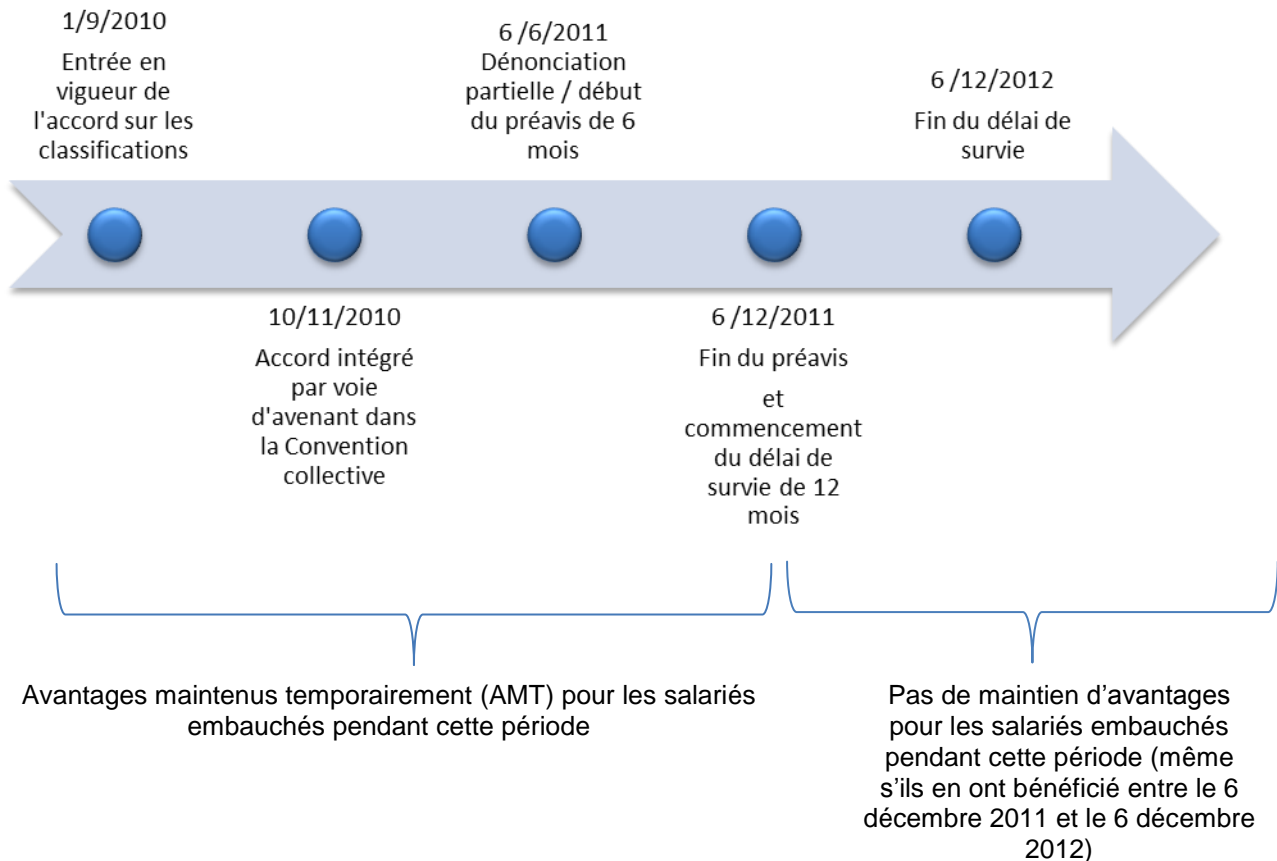 1/9/2010
Entrée en
vigueur de
l'accord sur les
classifications
10/11/2010
Accord intégré
par voie
d'avenant dans
la Convention
collective
6 /6/2011
Dénonciation
partielle / début
du préavis de 6
mois
6 /12/2011
Fin du préavis
et
commencement
du délai de
survie de 12
mois
6 /12/2012
Fin du délai de
survie
Avantages maintenus temporairement (AMT) pour les salariés
embauchés pendant cette période
Pas de maintien d’avantages
pour les salariés embauchés
pendant cette période (même
s’ils en ont bénéficié entre le 6
décembre 2011 et le 6 décembre
2012)